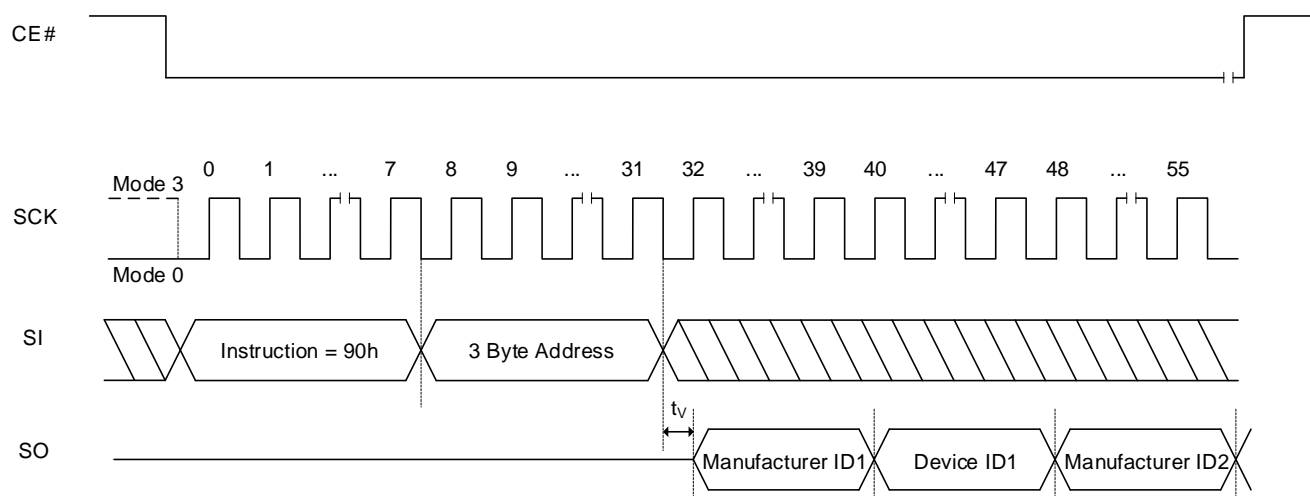 CE#
0 1 ... 7 8 9 ... 31 32 ... 39 40 ... 47 48 ... 55
Mode 3
SCK
Mode 0
SI
Instruction = 90h
3 Byte Address
tV
SO
Manufacturer ID1
Device ID1
Manufacturer ID2